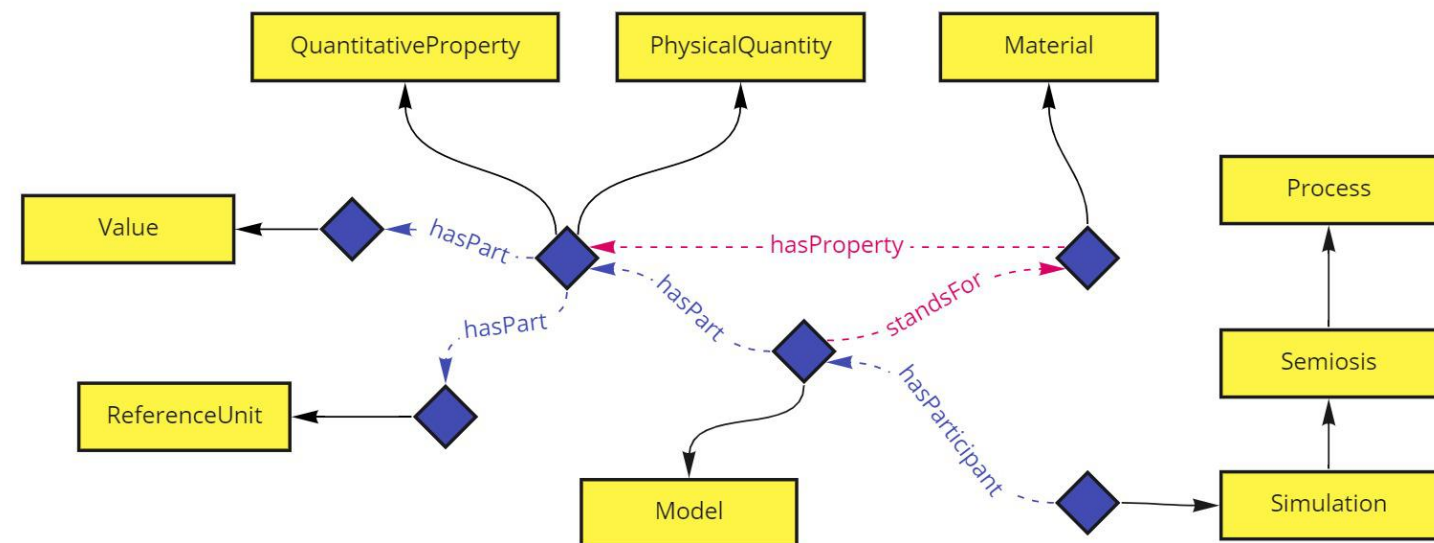 QuantitativeProperty
PhysicalQuantity
Material
Process
Value
hasPart
hasProperty
hasPart
standsFor
hasPart
Semiosis
ReferenceUnit
hasParticipant
Model
Simulation